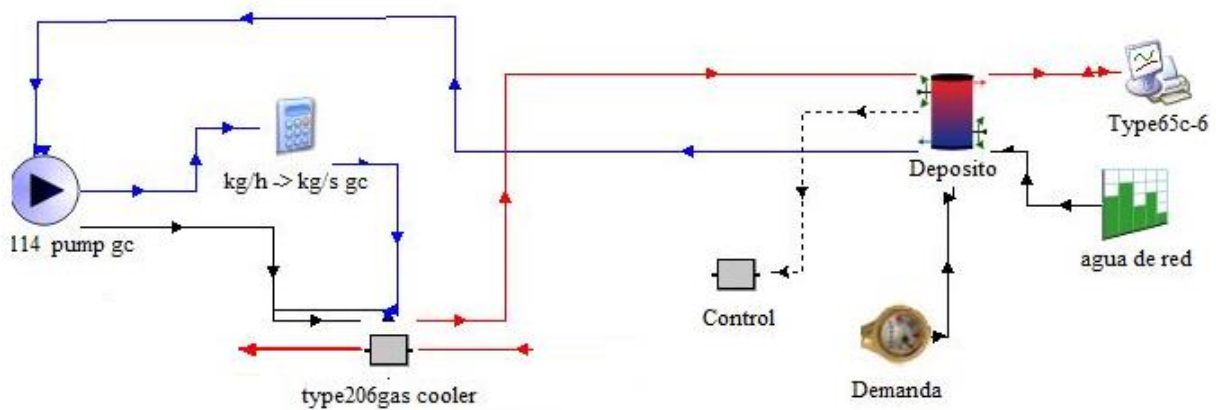 Type65c-6
kg/h -> kg/s gc
Deposito
114 pump gc
agua de red
Control
type206gas cooler
Demanda